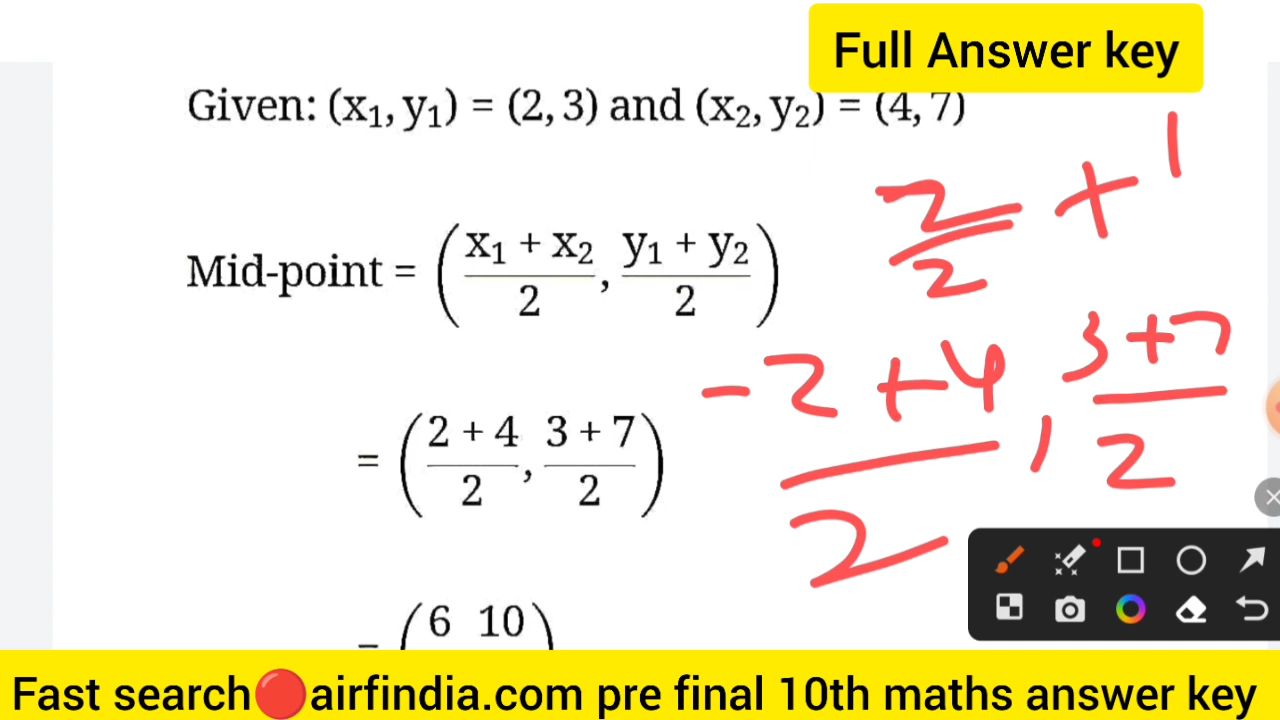 Full Answer key
Given: (x₁, y₁) = (2, 3) and (x₂, y₂) = (4, 7)
Mid-point = ( (x₁ + x₂)/2 , (y₁ + y₂)/2 )
= ( (2 + 4)/2 , (3 + 7)/2 )
= ( 6 10 )
2/2 + 1
- 2 + 4 / 2 , 3 + 7 / 2
Fast search🔴airfindia.com pre final 10th maths answer key